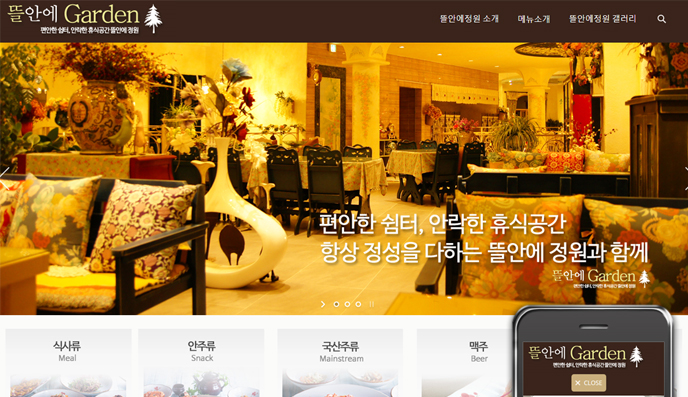 뜰안에 Garden
편안한 쉼터, 안락한 휴식공간 뜰안에 정원
뜰안에정원 소개 메뉴소개 뜰안에정원 갤러리
편안한 쉼터, 안락한 휴식공간
항상 정성을 다하는 뜰안에 정원과 함께
뜰안에 Garden
편안한 쉼터, 안락한 휴식공간 뜰안에 정원
식사류 안주류 국산주류 맥주
Meal Snack Mainstream Beer
뜰안에 Garden
편안한 쉼터, 안락한 휴식공간 뜰안에 정원
× CLOSE